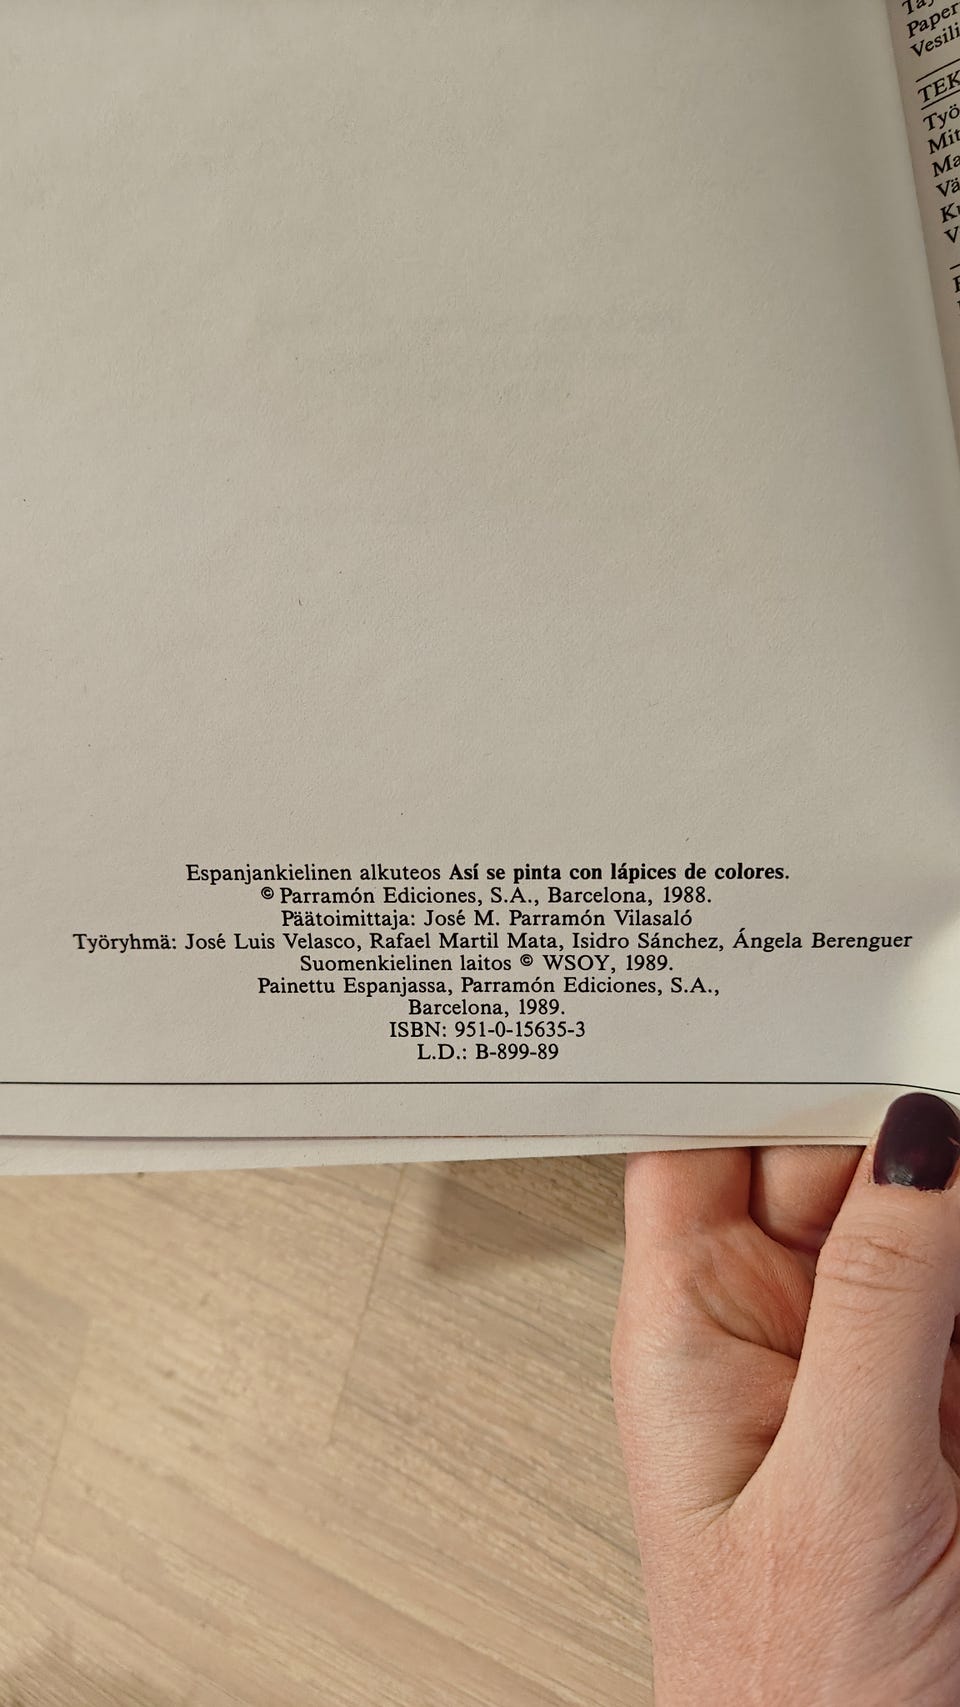 Espanjankielinen alkuteos Así se pinta con lápices de colores.
© Parramón Ediciones, S.A., Barcelona, 1988.
Päätoimittaja: José M. Parramón Vilasaló
Työryhmä: José Luis Velasco, Rafael Martil Mata, Isidro Sánchez, Ángela Berenguer
Suomenkielinen laitos © WSOY, 1989.
Painettu Espanjassa, Parramón Ediciones, S.A.,
Barcelona, 1989.
ISBN: 951-0-15635-3
L.D.: B-899-89